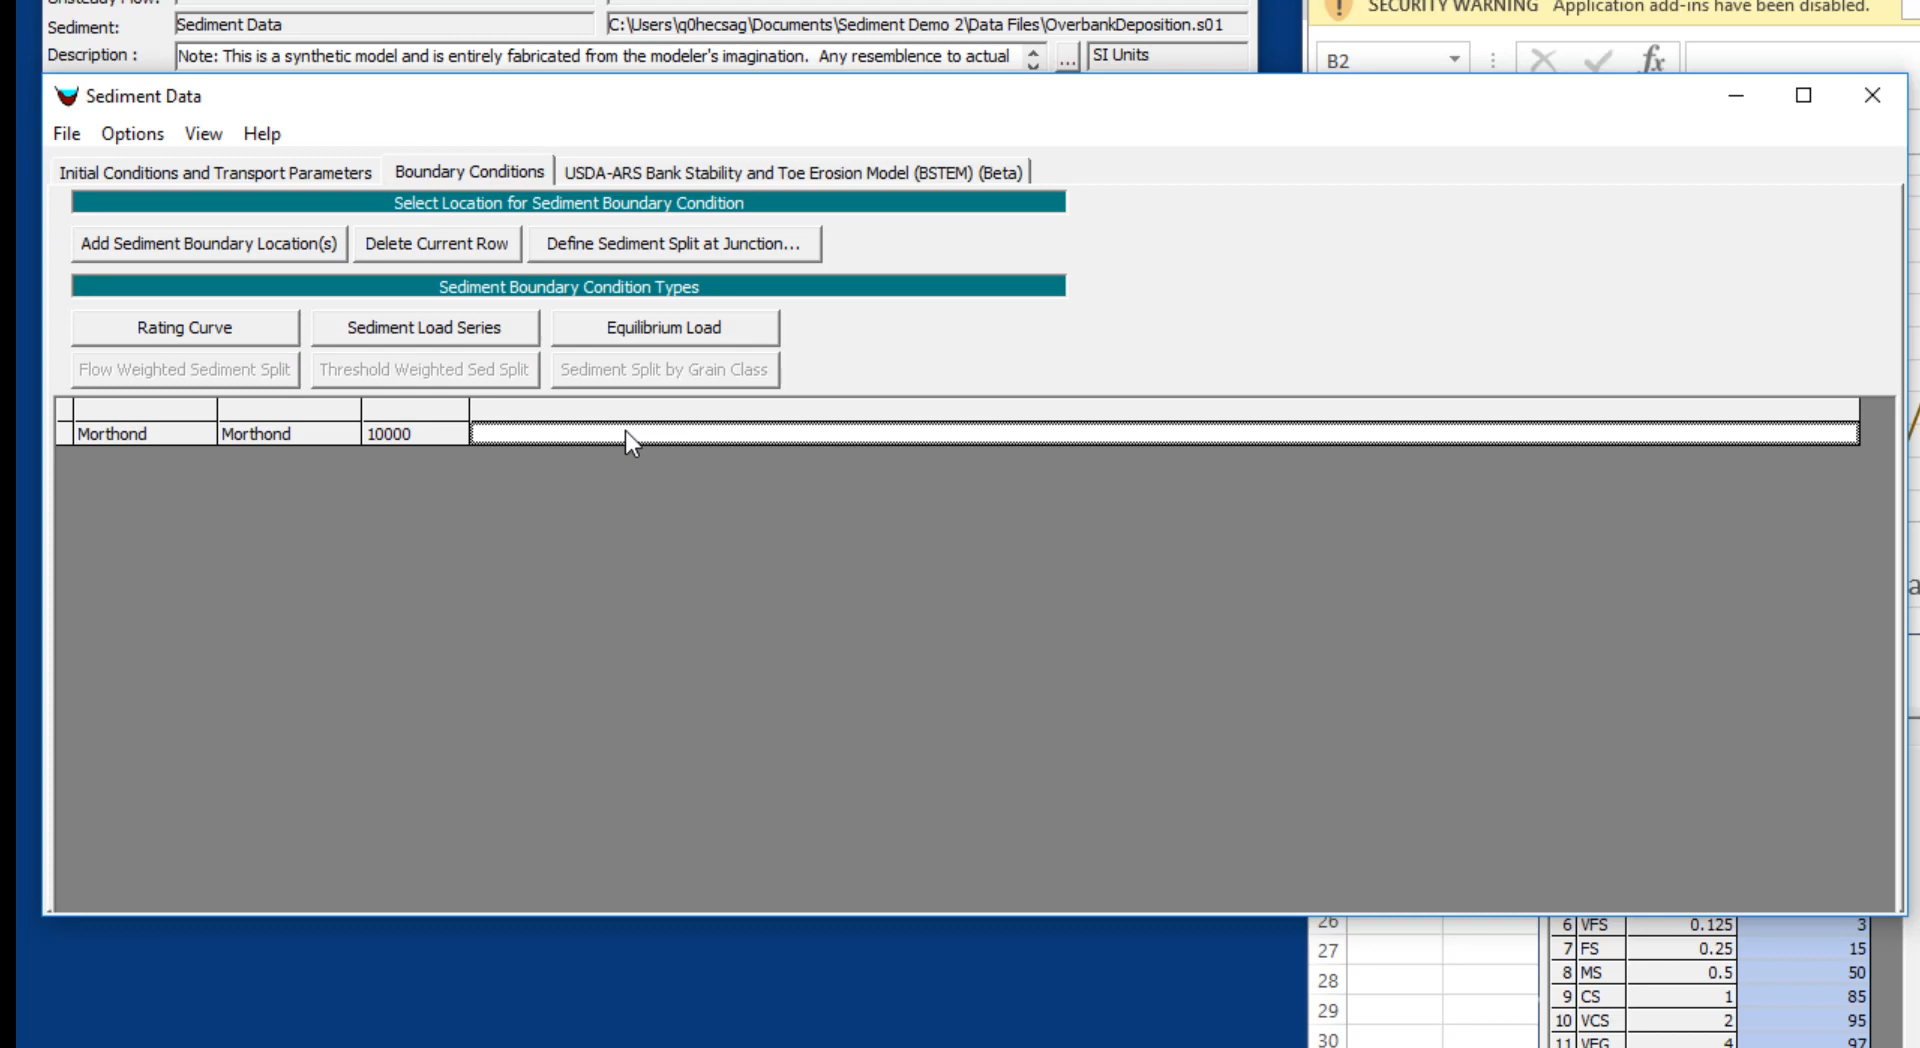 SECURITY WARNING Application add-ins have been disabled.
Sediment: Sediment Data C:\Users\q0hecsag\Documents\Sediment Demo 2\Data Files\OverbankDeposition.s01
Description : Note: This is a synthetic model and is entirely fabricated from the modeler's imagination. Any resemblence to actual ... SI Units
B2 fx
Sediment Data
File Options View Help
Initial Conditions and Transport Parameters Boundary Conditions USDA-ARS Bank Stability and Toe Erosion Model (BSTEM) (Beta)
Select Location for Sediment Boundary Condition
Add Sediment Boundary Location(s) Delete Current Row Define Sediment Split at Junction...
Sediment Boundary Condition Types
Rating Curve Sediment Load Series Equilibrium Load
Flow Weighted Sediment Split Threshold Weighted Sed Split Sediment Split by Grain Class
Morthond Morthond 10000
26 6 VFS 0.125 3
27 7 FS 0.25 15
28 8 MS 0.5 50
29 9 CS 1 85
10 VCS 2 95
30 11 VFG 4 97